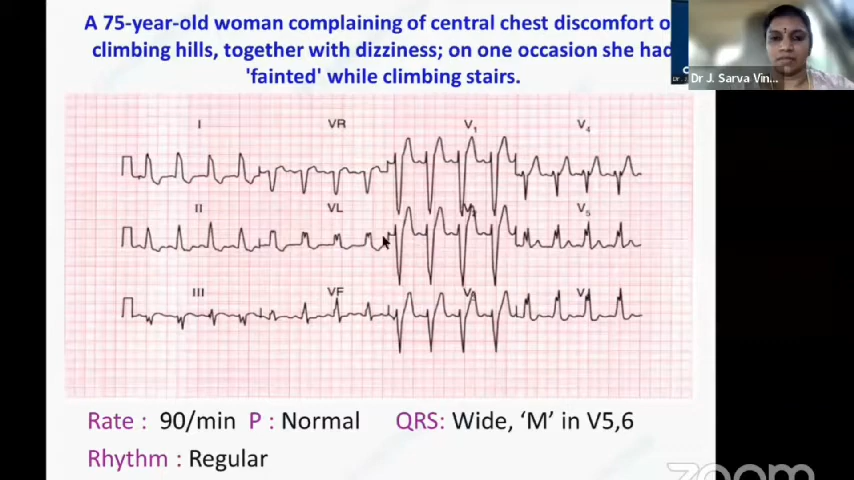 A 75-year-old woman complaining of central chest discomfort
climbing hills, together with dizziness; on one occasion she had
'fainted' while climbing stairs.
Dr J. Sarva Vin...
I VR V₁ V₄
II VL V₅
III VF
Rate : 90/min P : Normal QRS: Wide, ‘M’ in V5,6
Rhythm : Regular
zoom